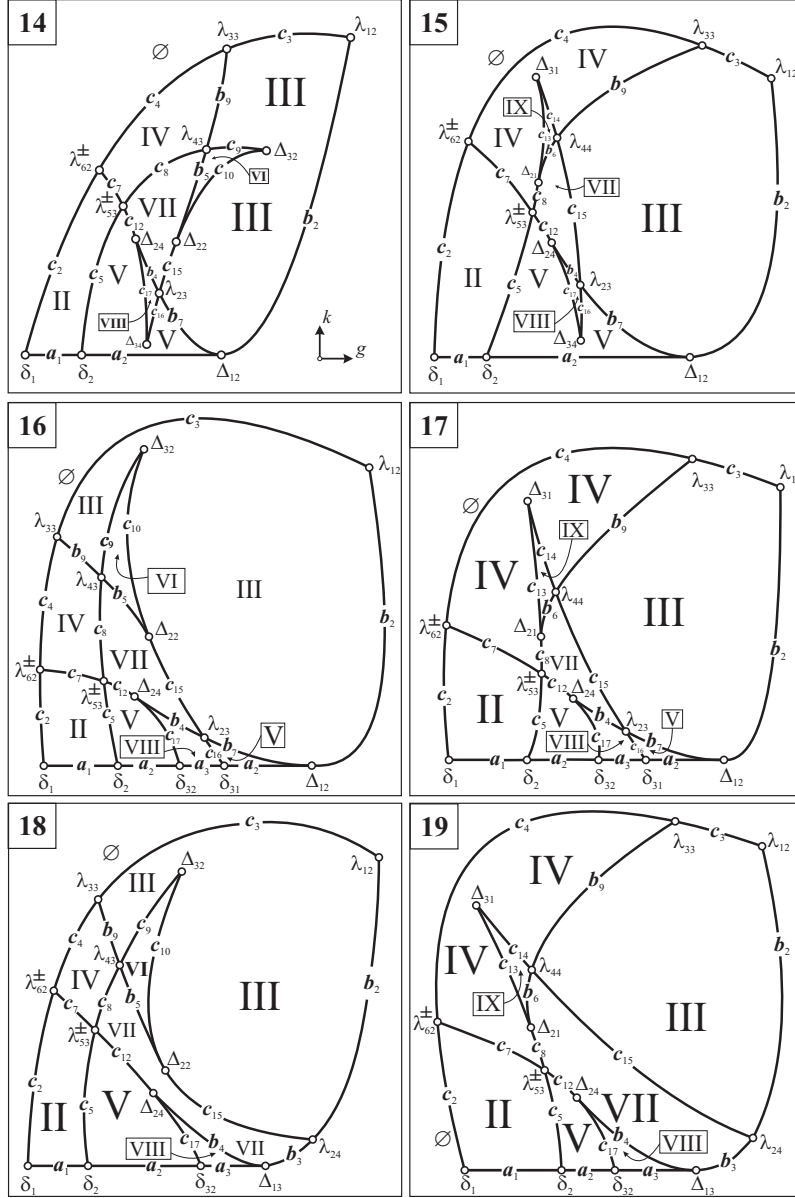 14
∅
λ₃₃
c₃
λ₁₂
c₄
b₉
III
IV
λ₄₃
c₉
Δ₃₂
λ₆₂±
c₇
c₈
b₅
c₁₀
VI
λ₅₃±
VII
III
b₂
c₁₂
Δ₂₄
Δ₂₂
c₂
c₅
V
b₄
c₁₅
II
c₁₇
λ₂₃
VIII
c₁₆
b₇
k
Δ₃₄
V
g
a₁
a₂
δ₁
δ₂
Δ₁₂
15
∅
c₄
λ₃₃
c₃
λ₁₂
Δ₃₁
IV
b₉
IX
c₁₄
λ₆₂±
IV
c₁₃
λ₄₄
b₆
c₇
Δ₂₁
VII
c₈
λ₅₃±
c₁₅
III
b₂
c₁₂
Δ₂₄
c₂
II
c₅
V
b₄
λ₂₃
c₁₇
VIII
c₁₆
b₇
Δ₃₄
V
a₁
a₂
δ₁
δ₂
Δ₁₂
16
c₃
∅
Δ₃₂
λ₁₂
III
c₁₀
λ₃₃
c₉
b₉
VI
III
λ₄₃
c₄
b₅
IV
c₈
Δ₂₂
b₂
λ₆₂±
c₇
VII
λ₅₃±
c₁₂
Δ₂₄
c₁₅
c₂
II
c₅
V
b₄
λ₂₃
c₁₇
VIII
c₁₆
b₇
V
a₁
a₂
a₃
a₂
δ₁
δ₂
δ₃₂
δ₃₁
Δ₁₂
17
c₄
λ₃₃
c₃
λ₁
∅
Δ₃₁
IV
b₉
c₁₄
IX
IV
c₁₃
λ₄₄
b₆
III
λ₆₂±
Δ₂₁
c₇
c₈
VII
b₂
λ₅₃±
c₁₂
Δ₂₄
c₁₅
c₂
II
c₅
V
b₄
λ₂₃
V
c₁₇
VIII
c₁₆
b₇
a₁
a₂
a₃
a₂
δ₁
δ₂
δ₃₂
δ₃₁
Δ₁₂
18
c₃
∅
Δ₃₂
λ₁₂
λ₃₃
III
c₉
c₄
b₉
c₁₀
λ₄₃
VI
III
b₂
λ₆₂±
IV
c₈
b₅
c₇
λ₅₃±
VII
c₁₂
Δ₂₂
c₂
c₅
V
Δ₂₄
c₁₅
II
b₄
λ₂₄
VIII
c₁₇
VII
b₃
a₁
a₂
a₃
δ₁
δ₂
δ₃₂
Δ₁₃
19
c₄
c₃
λ₃₃
λ₁₂
IV
b₉
Δ₃₁
b₂
IV
c₁₄
c₁₃
λ₄₄
IX
b₆
III
λ₆₂±
Δ₂₁
c₇
c₈
c₁₅
λ₅₃±
c₁₂
Δ₂₄
c₂
II
VII
c₅
V
b₄
λ₂₄
∅
c₁₇
VIII
b₃
a₁
a₂
a₃
δ₁
δ₂
δ₃₂
Δ₁₃